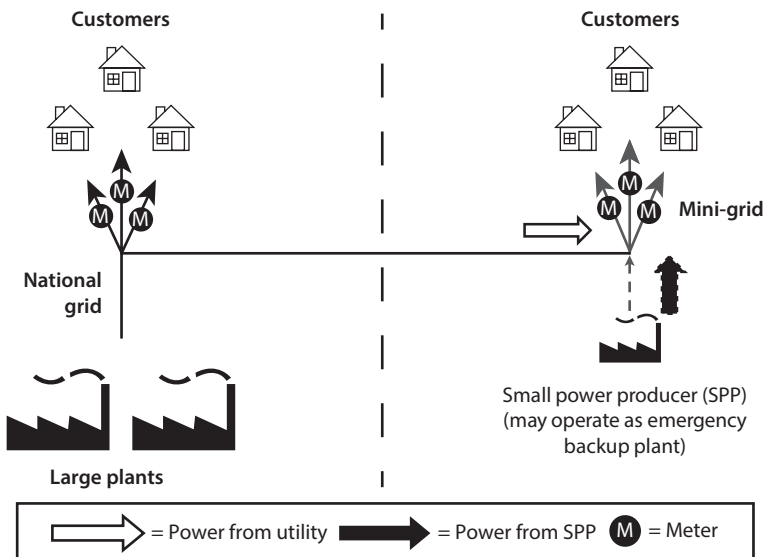 Customers
Customers
M
M
M
M
M
M
Mini-grid
National
grid
Small power producer (SPP)
(may operate as emergency
backup plant)
Large plants
= Power from utility
= Power from SPP
M = Meter